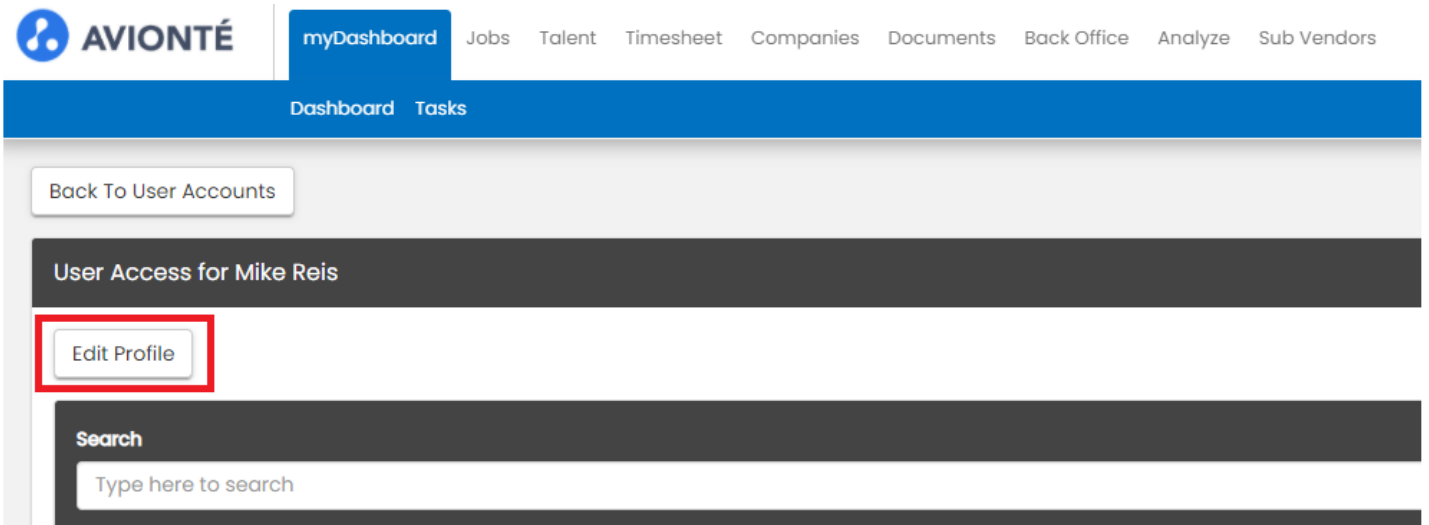 AVIONTÉ
myDashboard Jobs Talent Timesheet Companies Documents Back Office Analyze Sub Vendors
Dashboard Tasks
Back To User Accounts
User Access for Mike Reis
Edit Profile
Search
Type here to search